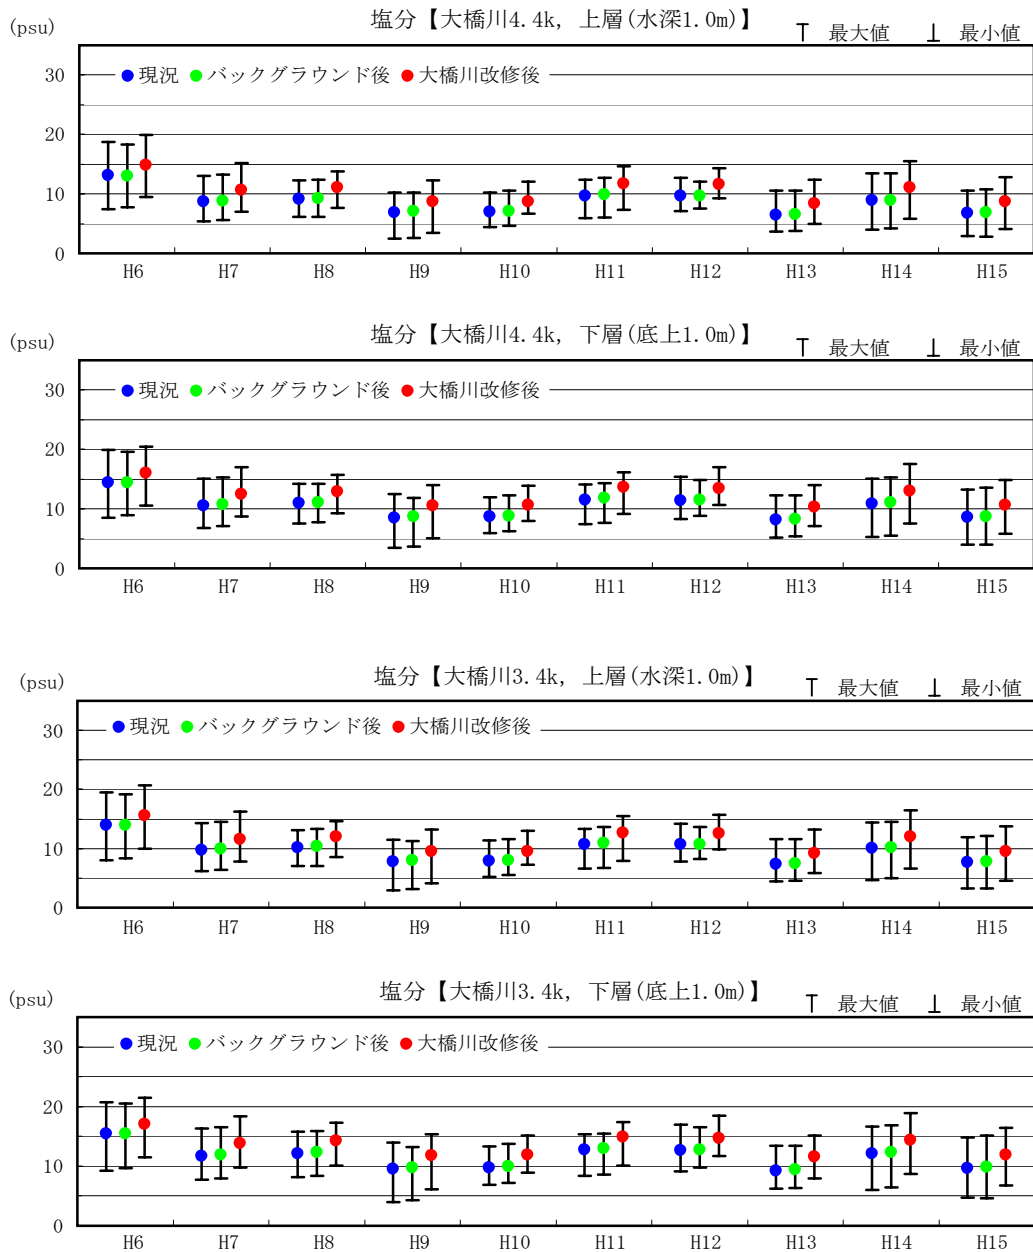 塩分【大橋川4.4k, 上層(水深1.0m)】
(psu)
最大値 最小値
30
現況 バックグラウンド後 大橋川改修後
20
10
0
H6 H7 H8 H9 H10 H11 H12 H13 H14 H15
塩分【大橋川4.4k, 下層(底上1.0m)】
(psu)
最大値 最小値
30
現況 バックグラウンド後 大橋川改修後
20
10
0
H6 H7 H8 H9 H10 H11 H12 H13 H14 H15
塩分【大橋川3.4k, 上層(水深1.0m)】
(psu)
最大値 最小値
30
現況 バックグラウンド後 大橋川改修後
20
10
0
H6 H7 H8 H9 H10 H11 H12 H13 H14 H15
塩分【大橋川3.4k, 下層(底上1.0m)】
(psu)
最大値 最小値
30
現況 バックグラウンド後 大橋川改修後
20
10
0
H6 H7 H8 H9 H10 H11 H12 H13 H14 H15